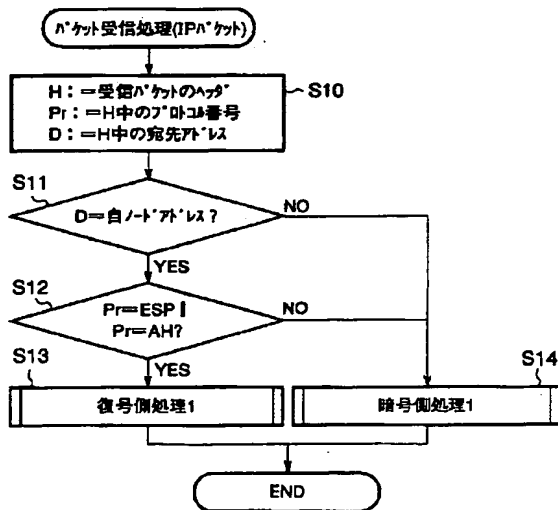 パケット受信処理(IPパケット)
H:=受信パケットのヘッダ
Pr:=H中のプロトコル番号
D:=H中の宛先アドレス
S10
S11
D=自ノードアドレス?
NO
YES
S12
Pr=ESP‖
Pr=AH?
NO
YES
S13
復号側処理1
S14
暗号側処理1
END